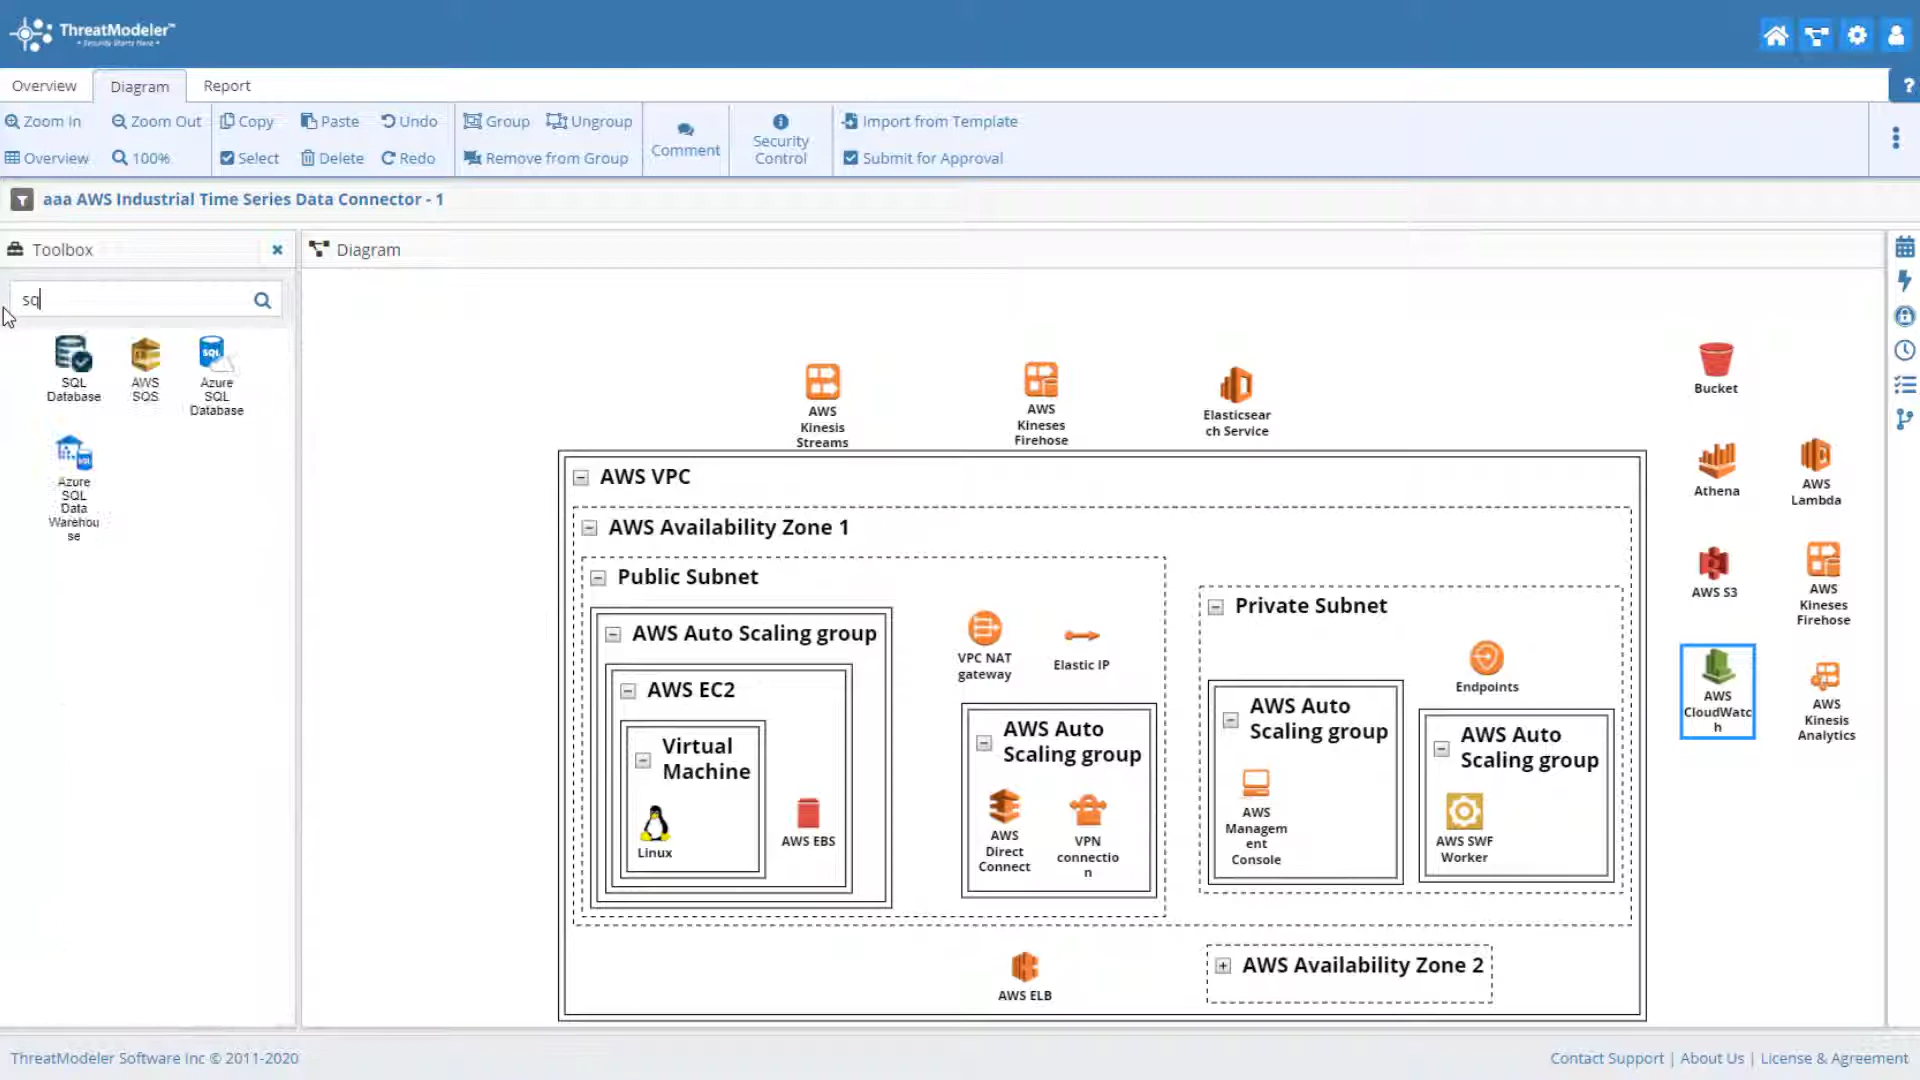 ThreatModeler™
• Security Starts Here •
Overview
Diagram
Report
?
Zoom In
Zoom Out
Copy
Paste
Undo
Group
Ungroup
Comment
Security
Control
Import from Template
Overview
100%
Select
Delete
Redo
Remove from Group
Submit for Approval
aaa AWS Industrial Time Series Data Connector - 1
Toolbox
Diagram
sq
SQL
Database
AWS
SQS
SQL
Azure
SQL
Database
Azure
SQL
Data
Warehou
se
AWS
Kinesis
Streams
AWS
Kineses
Firehose
Elasticsear
ch Service
Bucket
Athena
AWS
Lambda
AWS S3
AWS
Kineses
Firehose
AWS
CloudWatc
h
AWS
Kinesis
Analytics
AWS VPC
AWS Availability Zone 1
Public Subnet
AWS Auto Scaling group
AWS EC2
Virtual
Machine
Linux
AWS EBS
VPC NAT
gateway
Elastic IP
AWS Auto
Scaling group
AWS
Direct
Connect
VPN
connectio
n
Private Subnet
Endpoints
AWS Auto
Scaling group
AWS
Managem
ent
Console
AWS Auto
Scaling group
AWS SWF
Worker
AWS ELB
AWS Availability Zone 2
ThreatModeler Software Inc © 2011-2020
Contact Support | About Us | License & Agreement